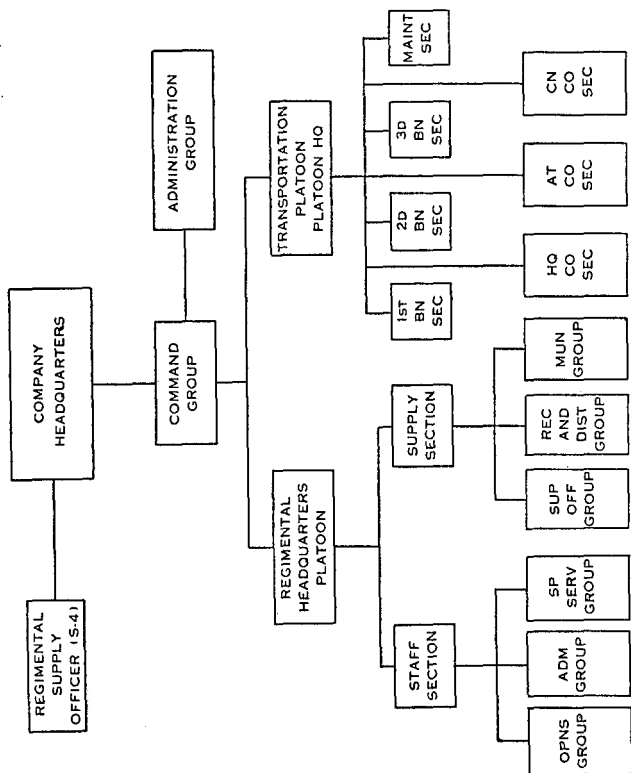 REGIMENTAL
SUPPLY
OFFICER (S-4)
COMPANY
HEADQUARTERS
COMMAND
GROUP
ADMINISTRATION
GROUP
REGIMENTAL
HEADQUARTERS
PLATOON
TRANSPORTATION
PLATOON
PLATOON HQ
STAFF
SECTION
SUPPLY
SECTION
1ST
BN
SEC
2D
BN
SEC
3D
BN
SEC
MAINT
SEC
OPNS
GROUP
ADM
GROUP
SP
SERV
GROUP
SUP
OFF
GROUP
REC
AND
DIST
GROUP
MUN
GROUP
HQ
CO
SEC
AT
CO
SEC
CN
CO
SEC